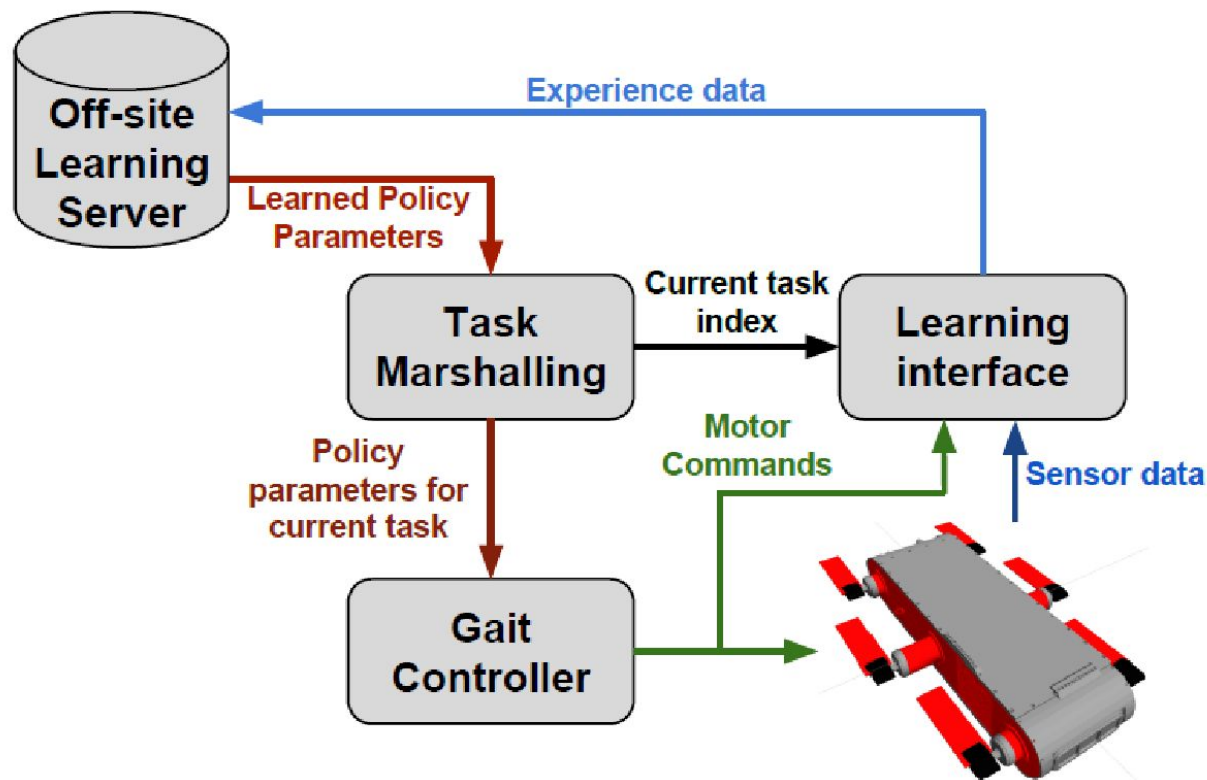 Experience data
Off-site
Learning
Server
Learned Policy
Parameters
Current task
index
Task
Marshalling
Learning
interface
Policy
parameters for
current task
Motor
Commands
Sensor data
Gait
Controller